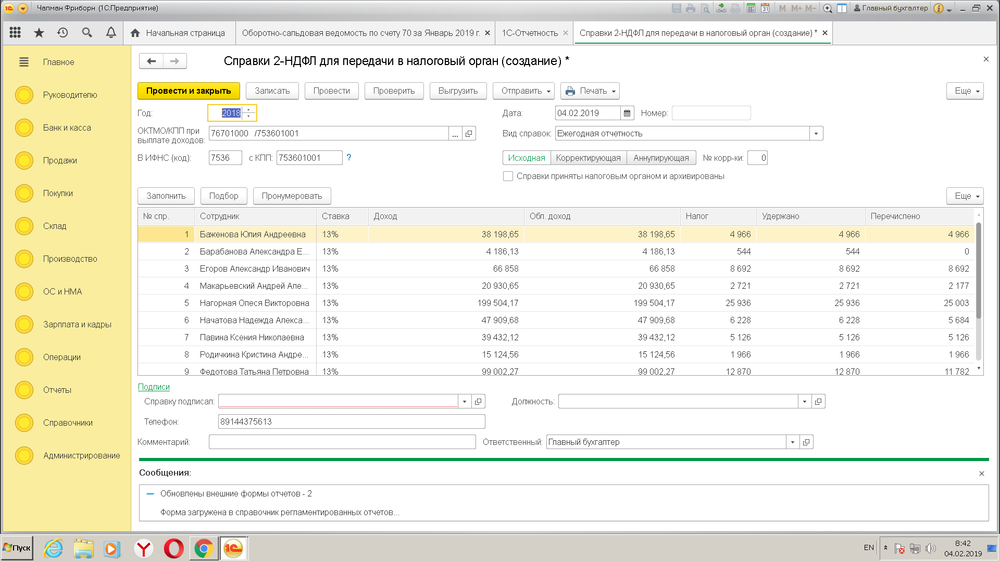 Чапман Фриборн (1С:Предприятие)
M M+ M- Главный бухгалтер
Начальная страница
Оборотно-сальдовая ведомость по счету 70 за Январь 2019 г. ×
1С-Отчетность ×
Справки 2-НДФЛ для передачи в налоговый орган (создание) * ×
Главное
Руководителю
Банк и касса
Продажи
Покупки
Склад
Производство
ОС и НМА
Зарплата и кадры
Операции
Отчеты
Справочники
Администрирование
Справки 2-НДФЛ для передачи в налоговый орган (создание) *
Провести и закрыть Записать Провести Проверить Выгрузить Отправить Печать Еще
Год: 2018 Дата: 04.02.2019 Номер:
ОКТМО/КПП при
выплате доходов: 76701000 /753601001 ... Вид справок: Ежегодная отчетность
В ИФНС (код): 7536 с КПП: 753601001 ? Исходная Корректирующая Аннулирующая № корр-ки: 0
Справки приняты налоговым органом и архивированы
Заполнить Подбор Пронумеровать Еще
№ спр. Сотрудник Ставка Доход Обл. доход Налог Удержано Перечислено
1 Баженова Юлия Андреевна 13% 38 198,65 38 198,65 4 966 4 966 4 966
2 Барабанова Александра Е... 13% 4 186,13 4 186,13 544 544 0
3 Егоров Александр Иванович 13% 66 858 66 858 8 692 8 692 8 692
4 Макарьевский Андрей Але... 13% 20 930,65 20 930,65 2 721 2 721 2 177
5 Нагорная Олеся Викторовна 13% 199 504,17 199 504,17 25 936 25 936 25 003
6 Начатова Надежда Алекса... 13% 47 909,68 47 909,68 6 228 6 228 5 684
7 Павина Ксения Николаевна 13% 39 432,12 39 432,12 5 126 5 126 5 126
8 Родичкина Кристина Андре... 13% 15 124,56 15 124,56 1 966 1 966 1 966
9 Федотова Татьяна Петровна 13% 99 002,27 99 002,27 12 870 12 870 11 782
Подписи
Справку подписал: Должность:
Телефон: 89144375613
Комментарий: Ответственный: Главный бухгалтер
Сообщения:
Обновлены внешние формы отчетов - 2
Форма загружена в справочник регламентированных отчетов...
Пуск
EN
8:42
04.02.2019